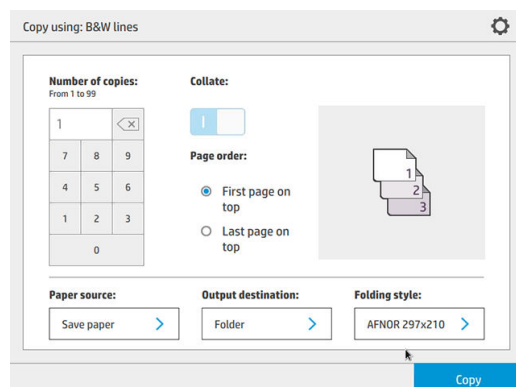 Copy using: B&W lines
Number of copies:
From 1 to 99
Collate:
1
7 8 9
4 5 6
1 2 3
0
Page order:
First page on
top
Last page on
top
1
2
3
Paper source:
Output destination:
Folding style:
Save paper
Folder
AFNOR 297x210
Copy